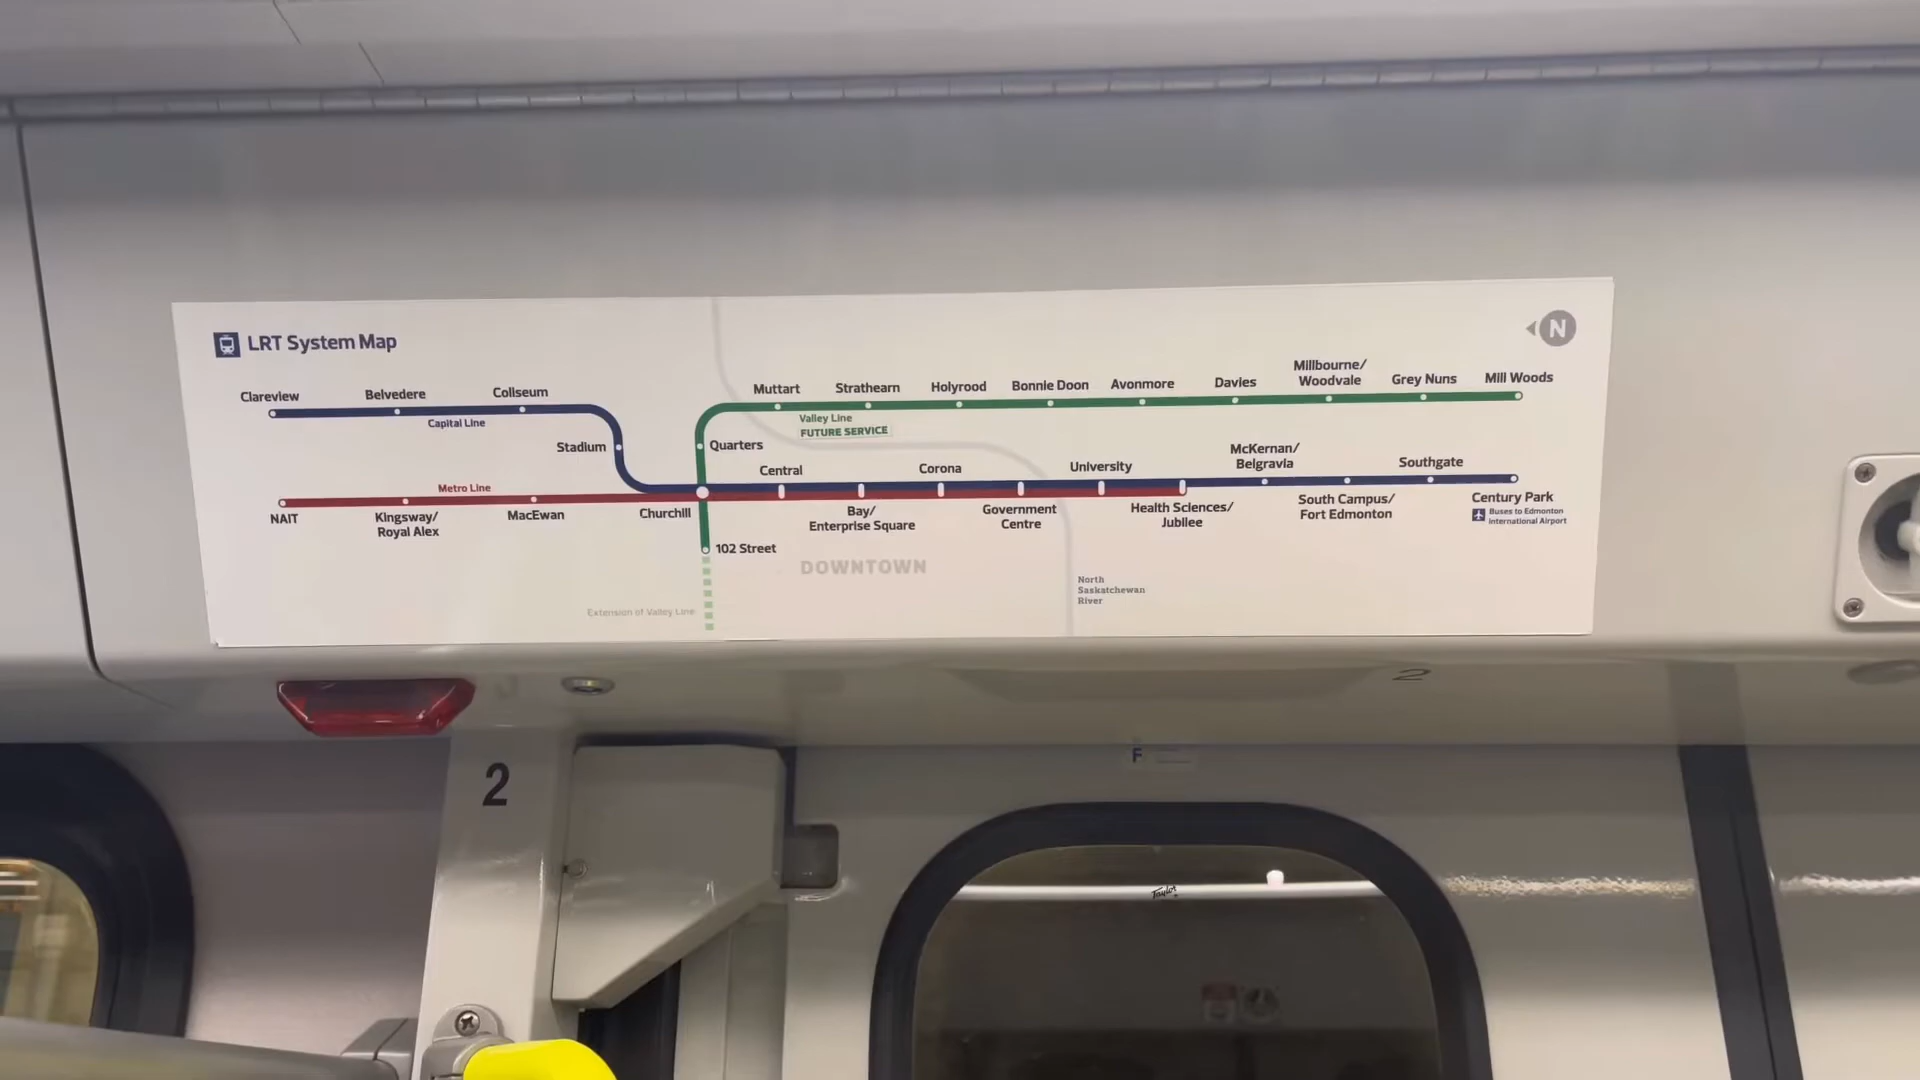 LRT System Map
N
Clareview
Belvedere
Coliseum
Capital Line
Stadium
Muttart
Strathearn
Holyrood
Bonnie Doon
Avonmore
Davies
Millbourne/
Woodvale
Grey Nuns
Mill Woods
Valley Line
FUTURE SERVICE
Quarters
Central
Corona
University
McKernan/
Belgravia
Southgate
Metro Line
NAIT
Kingsway/
Royal Alex
MacEwan
Churchill
Bay/
Enterprise Square
Government
Centre
Health Sciences/
Jubilee
South Campus/
Fort Edmonton
Century Park
Buses to Edmonton
International Airport
102 Street
DOWNTOWN
Extension of Valley Line
North
Saskatchewan
River
2
2
F
Taylor